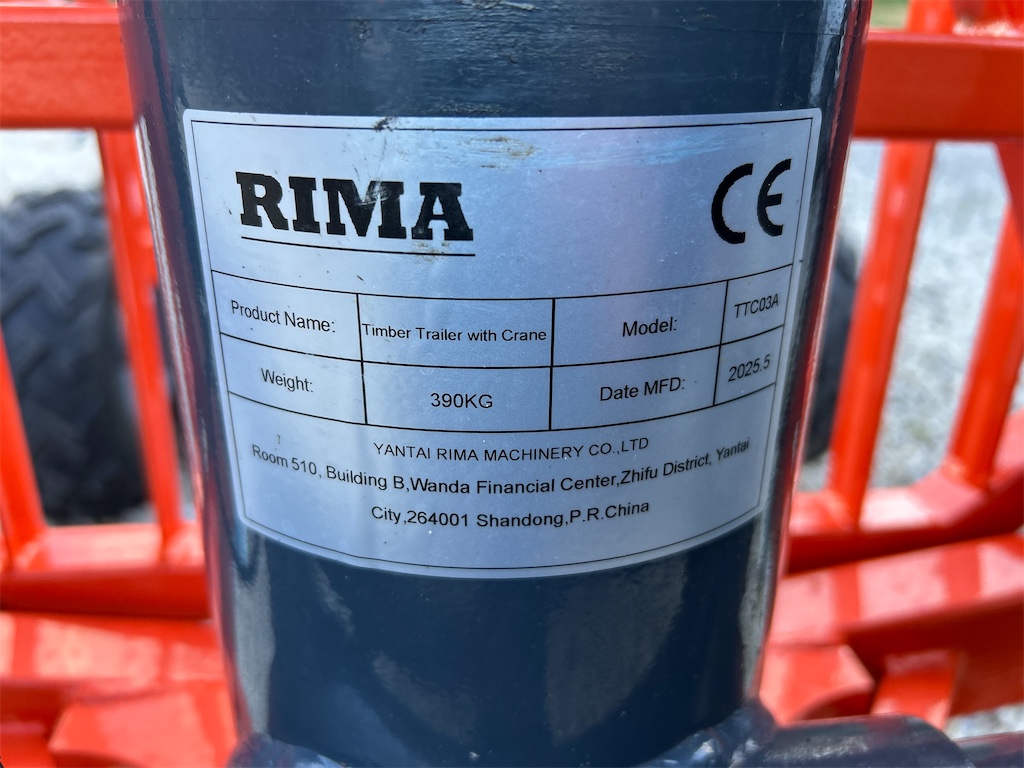 RIMA
CE
Product Name: Timber Trailer with Crane Model: TTC03A
Weight: 390KG Date MFD: 2025.5
YANTAI RIMA MACHINERY CO.,LTD
Room 510, Building B,Wanda Financial Center,Zhifu District, Yantai
City,264001 Shandong,P.R.China